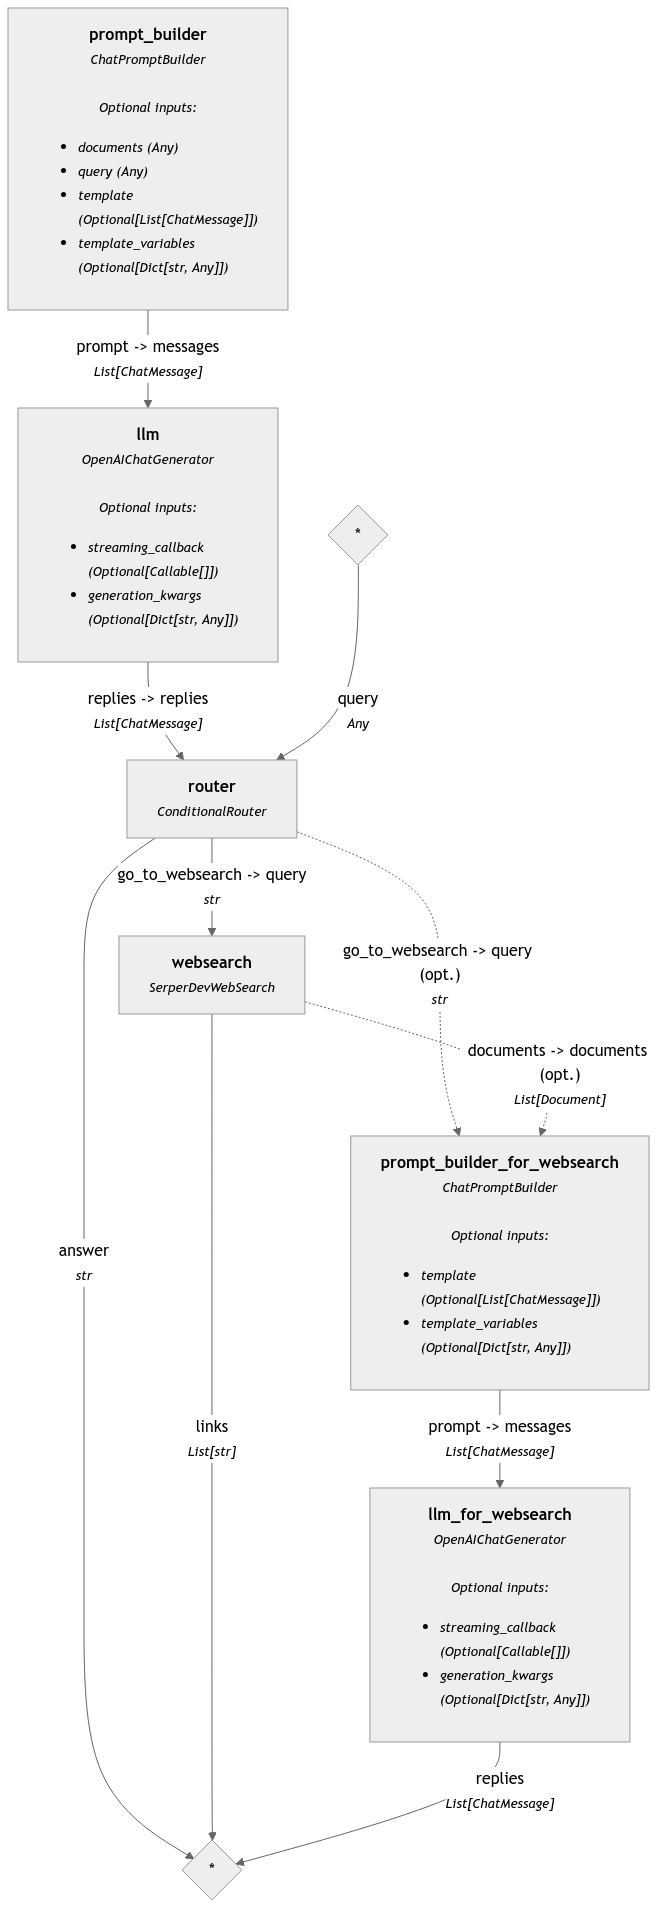 prompt_builder
ChatPromptBuilder
Optional inputs:
• documents (Any)
• query (Any)
• template
(Optional[List[ChatMessage]])
• template_variables
(Optional[Dict[str, Any]])
prompt -> messages
List[ChatMessage]
llm
OpenAIChatGenerator
Optional inputs:
• streaming_callback
(Optional[Callable[]])
• generation_kwargs
(Optional[Dict[str, Any]])
*
replies -> replies
List[ChatMessage]
query
Any
router
ConditionalRouter
go_to_websearch -> query
str
websearch
SerperDevWebSearch
go_to_websearch -> query
(opt.)
str
documents -> documents
(opt.)
List[Document]
prompt_builder_for_websearch
ChatPromptBuilder
Optional inputs:
• template
(Optional[List[ChatMessage]])
• template_variables
(Optional[Dict[str, Any]])
answer
str
links
List[str]
prompt -> messages
List[ChatMessage]
llm_for_websearch
OpenAIChatGenerator
Optional inputs:
• streaming_callback
(Optional[Callable[]])
• generation_kwargs
(Optional[Dict[str, Any]])
replies
List[ChatMessage]
*